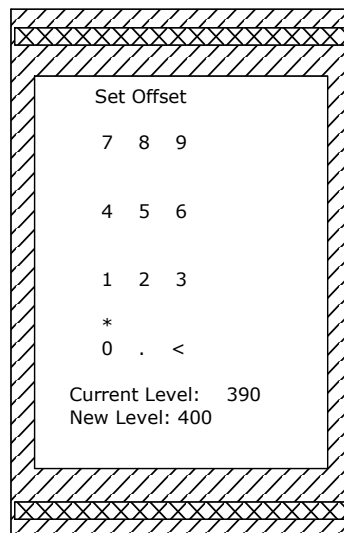 Set Offset
7 8 9
4 5 6
1 2 3
*
0 . <
Current Level: 390
New Level: 400